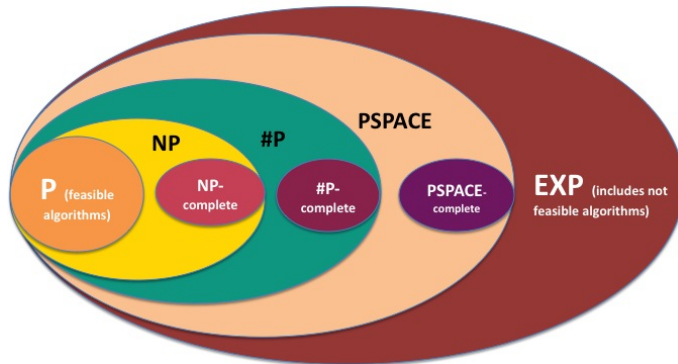 PSPACE
NP
#P
P (feasible
algorithms)
NP-
complete
#P-
complete
PSPACE-
complete
EXP (includes not
feasible algorithms)